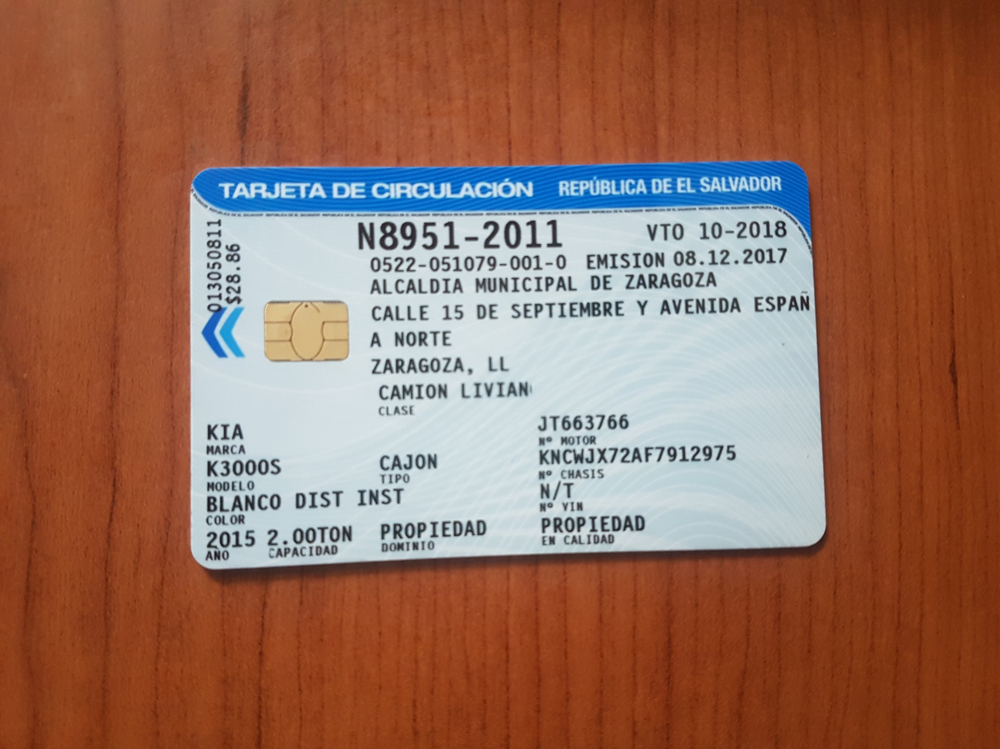 TARJETA DE CIRCULACIÓN REPÚBLICA DE EL SALVADOR
013050811
$28.86
N8951-2011 VTO 10-2018
0522-051079-001-0 EMISION 08.12.2017
ALCALDIA MUNICIPAL DE ZARAGOZA
CALLE 15 DE SEPTIEMBRE Y AVENIDA ESPAÑ
A NORTE
ZARAGOZA, LL
CAMION LIVIAN
CLASE
KIA JT663766
MARCA Nº MOTOR
K3000S CAJON KNCWJX72AF7912975
MODELO TIPO Nº CHASIS
BLANCO DIST INST N/T
COLOR Nº VIN
2015 2.00TON PROPIEDAD PROPIEDAD
AÑO CAPACIDAD DOMINIO EN CALIDAD